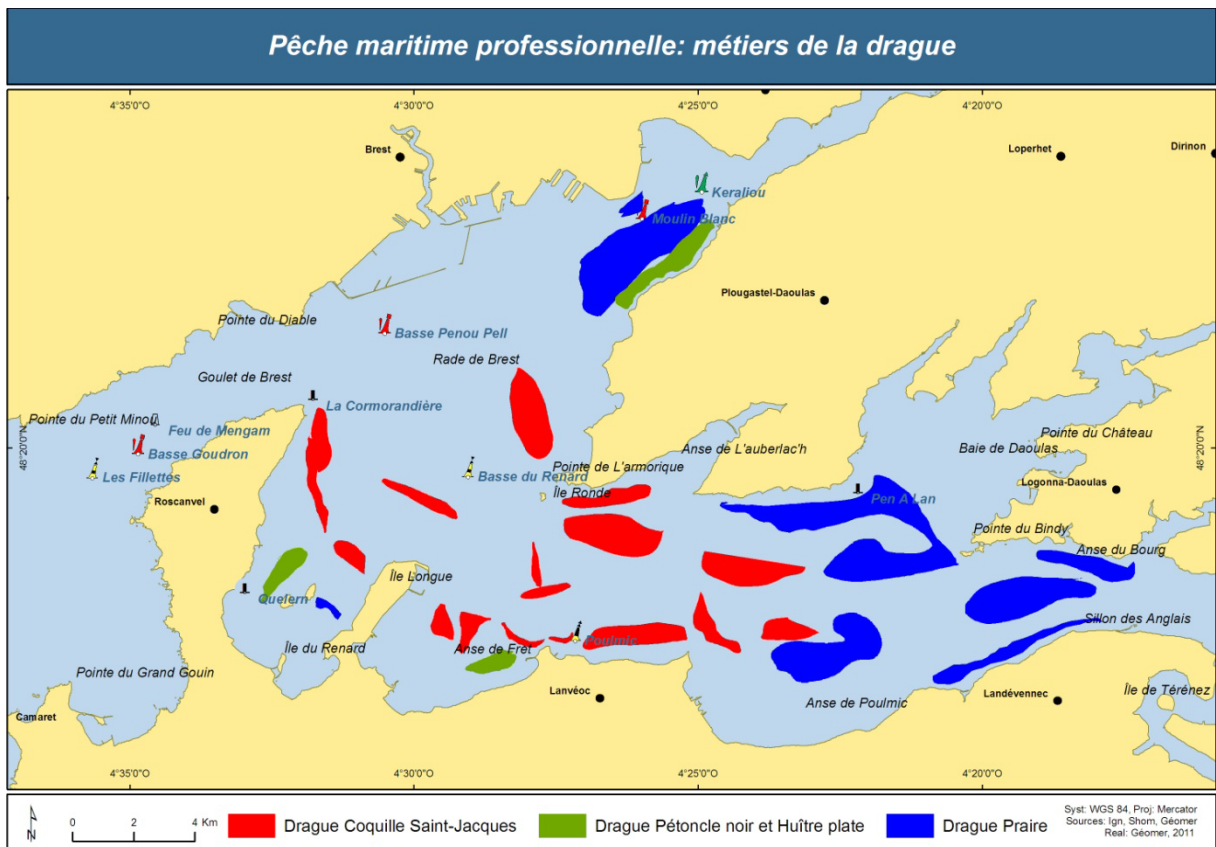 Pêche maritime professionnelle: métiers de la drague
4°35'0"O
4°30'0"O
4°25'0"O
4°20'0"O
Brest
Loperhet
Dirinon
Keraliou
Moulin Blanc
Plougastel-Daoulas
Pointe du Diable
Basse Penou Pell
Rade de Brest
Goulet de Brest
La Cormorandière
Pointe du Petit Minou
Feu de Mengam
Basse Goudron
Les Fillettes
48°20'0"N
Anse de L'auberlac'h
Baie de Daoulas
Pointe du Château
48°20'0"N
Basse du Renard
Pointe de L'armorique
Île Ronde
Pen A Lan
Logonna-Daoulas
Roscanvel
Pointe du Bindy
Anse du Bourg
Île Longue
Quelern
Sillon des Anglais
Poulmic
Île du Renard
Anse de Fret
Pointe du Grand Gouin
Lanvéoc
Anse de Poulmic
Landévennec
Île de Térénez
Camaret
4°35'0"O
4°30'0"O
4°25'0"O
4°20'0"O
N
0 2 4 Km
Drague Coquille Saint-Jacques
Drague Pétoncle noir et Huître plate
Drague Praire
Syst: WGS 84, Proj: Mercator
Sources: Ign, Shom, Géomer
Real: Géomer, 2011